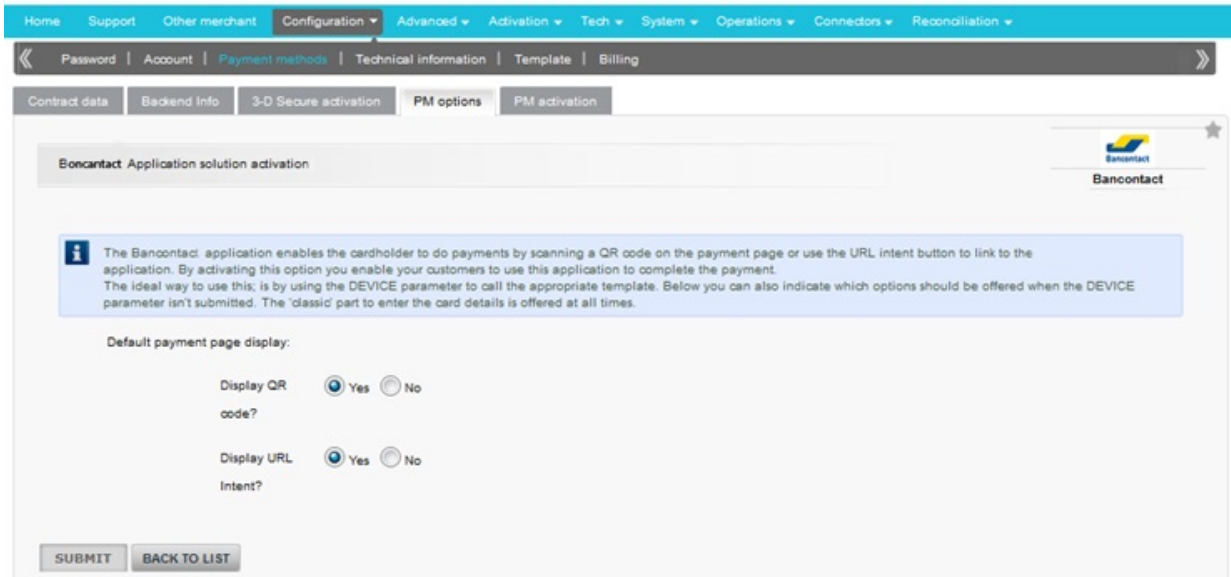 Home Support Other merchant Configuration Advanced Activation Tech System Operations Connectors Reconciliation
Password | Account | Payment methods | Technical information | Template | Billing
Contract data Backend Info 3-D Secure activation PM options PM activation
Boncantact Application solution activation
Bancontact
Bancontact
The Bancontact application enables the cardholder to do payments by scanning a QR code on the payment page or use the URL intent button to link to the
application. By activating this option you enable your customers to use this application to complete the payment.
The ideal way to use this; is by using the DEVICE parameter to call the appropriate template. Below you can also indicate which options should be offered when the DEVICE
parameter isn't submitted. The 'classic' part to enter the card details is offered at all times.
Default payment page display:
Display QR Yes No
code?
Display URL Yes No
Intent?
SUBMIT BACK TO LIST